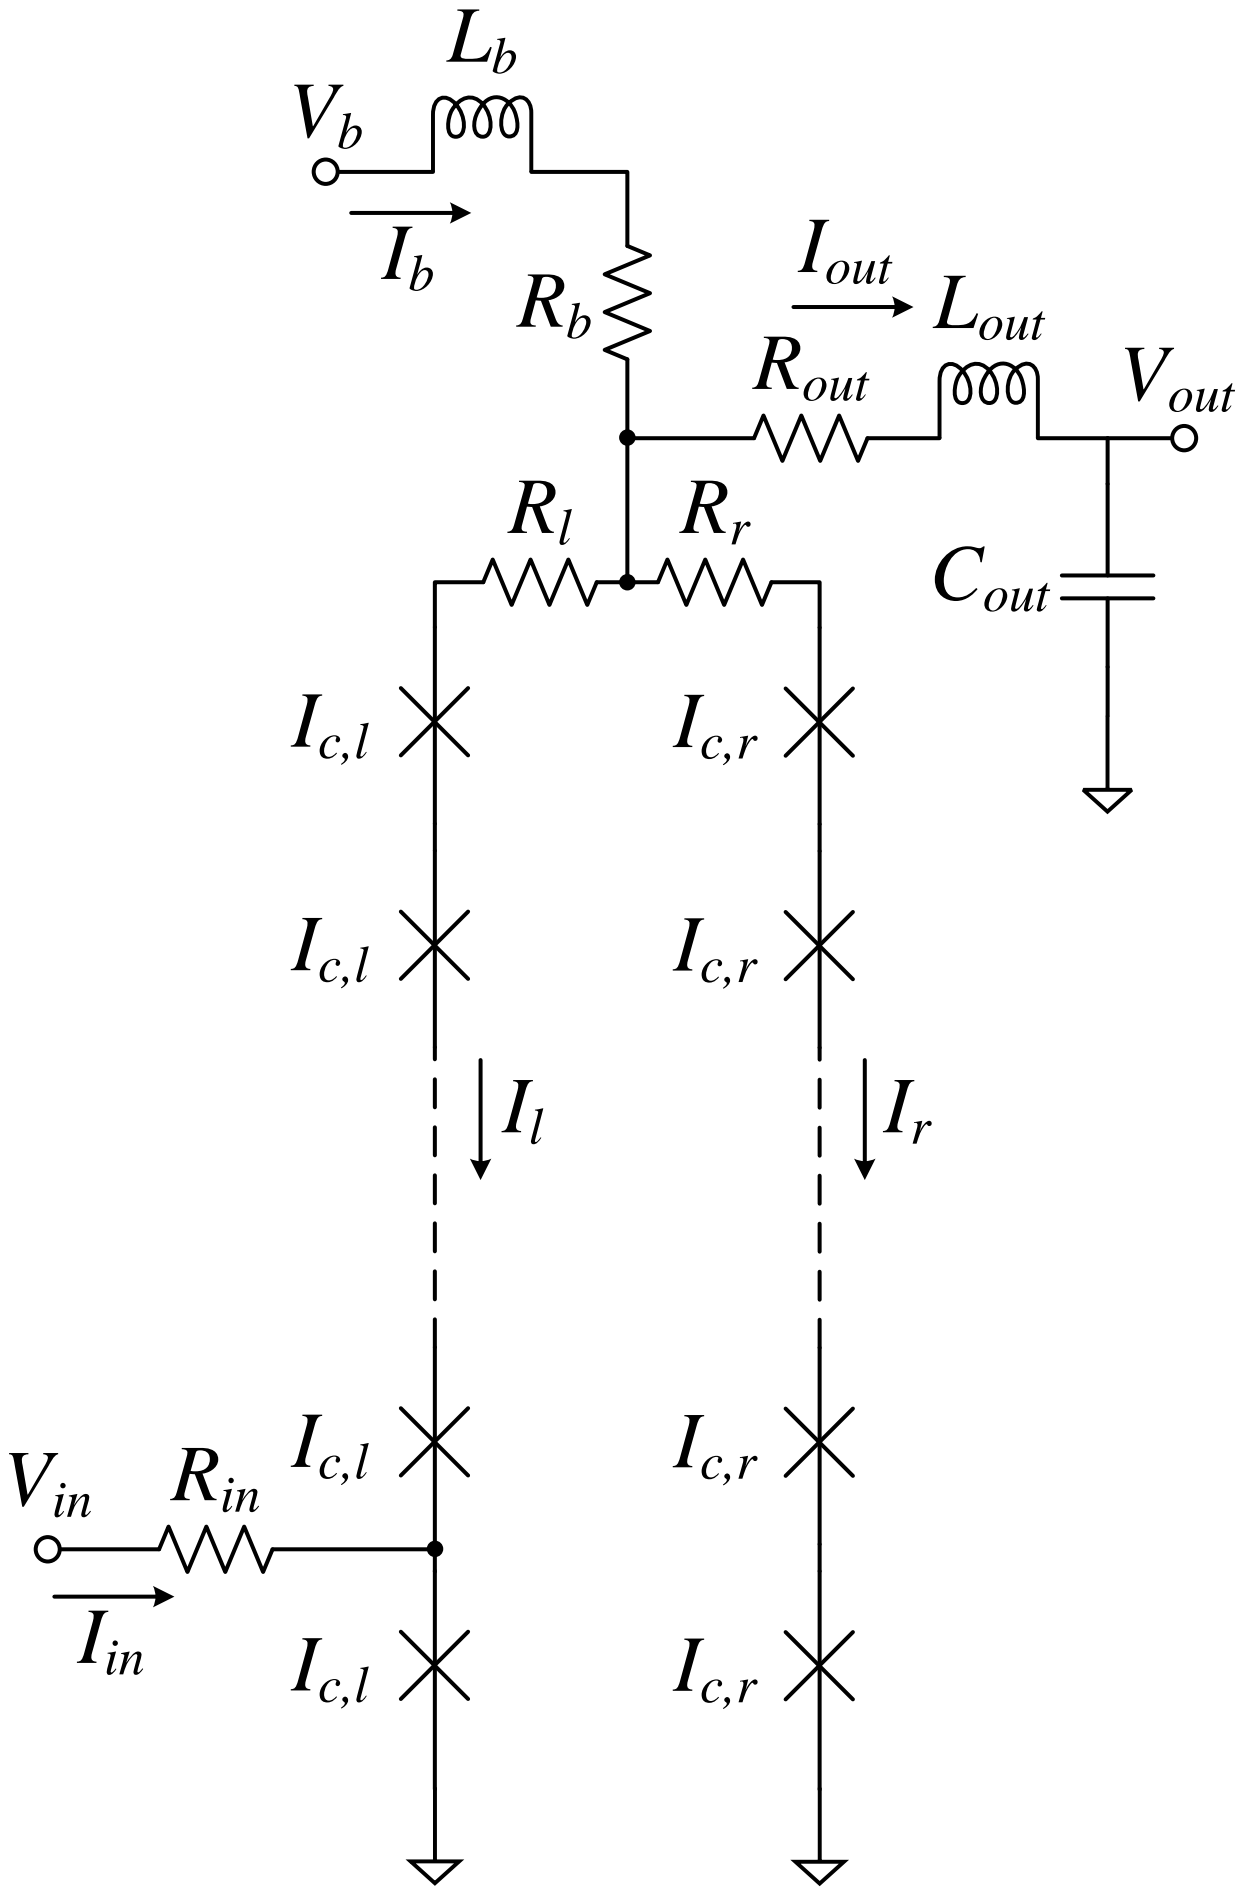 L_b
V_b
I_b
R_b
I_out
L_out
R_out
V_out
R_l
R_r
C_out
I_c,l
I_c,r
I_c,l
I_c,r
I_l
I_r
I_c,l
I_c,r
V_in
R_in
I_in
I_c,l
I_c,r